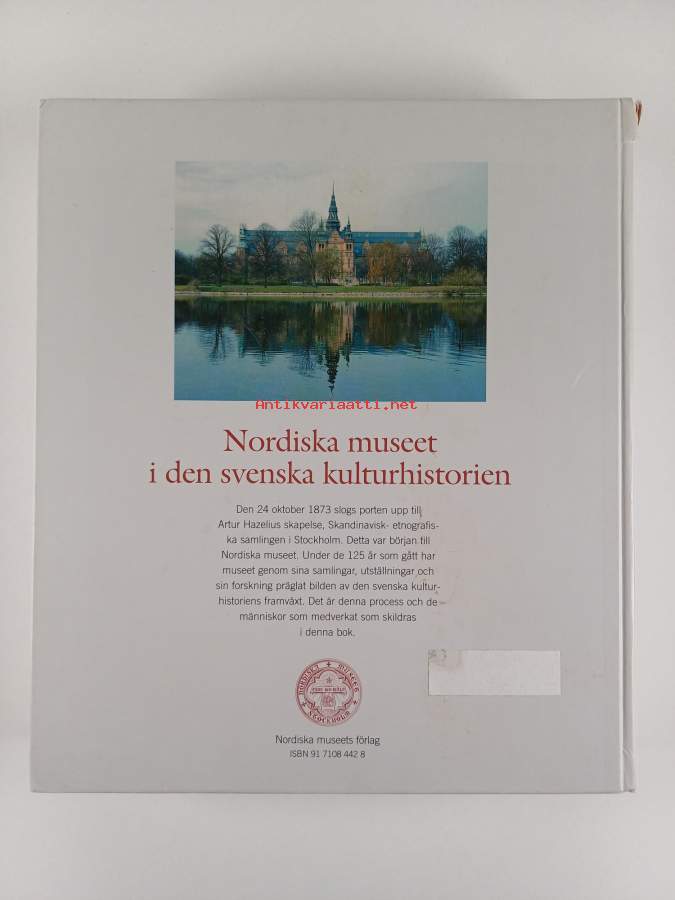 Antikvariaatti.net
Nordiska museet
i den svenska kulturhistorien
Den 24 oktober 1873 slogs porten upp till
Artur Hazelius skapelse, Skandinavisk- etnografis-
ka samlingen i Stockholm. Detta var början till
Nordiska museet. Under de 125 år som gått har
museet genom sina samlingar, utställningar och
sin forskning präglat bilden av den svenska kultur-
historiens framväxt. Det är denna process och de
människor som medverkat som skildras
i denna bok.
NORDISKA MUSEET
STOCKHOLM
Nordiska museets förlag
ISBN 91 7108 442 8